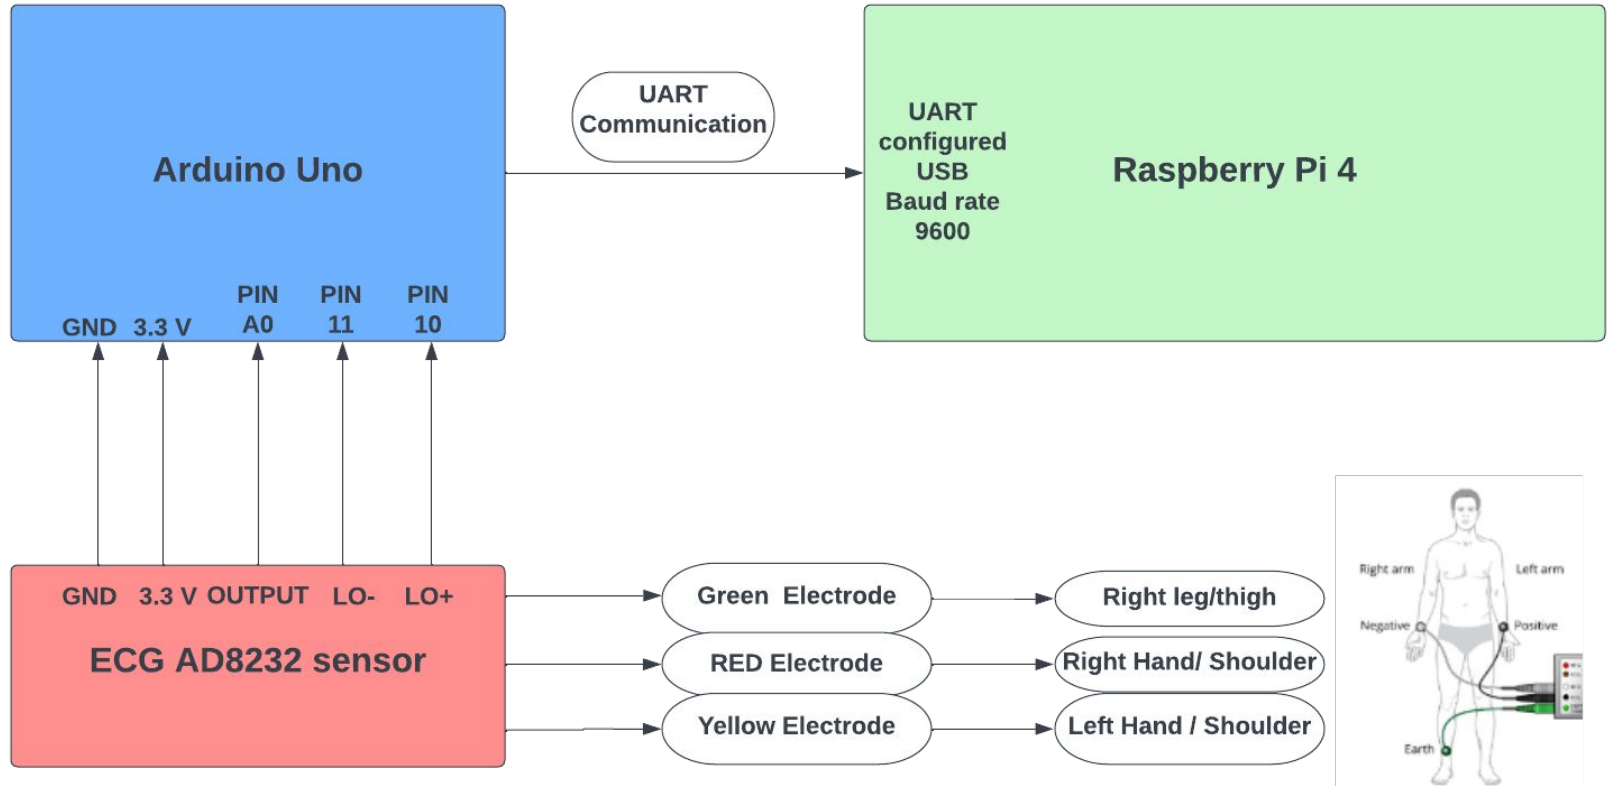 Arduino Uno
GND
3.3 V
PIN
A0
PIN
11
PIN
10
UART
Communication
UART
configured
USB
Baud rate
9600
Raspberry Pi 4
GND
3.3 V
OUTPUT
LO-
LO+
ECG AD8232 sensor
Green Electrode
Right leg/thigh
RED Electrode
Right Hand/ Shoulder
Yellow Electrode
Left Hand / Shoulder
Right arm
Left arm
Negative
Positive
Earth